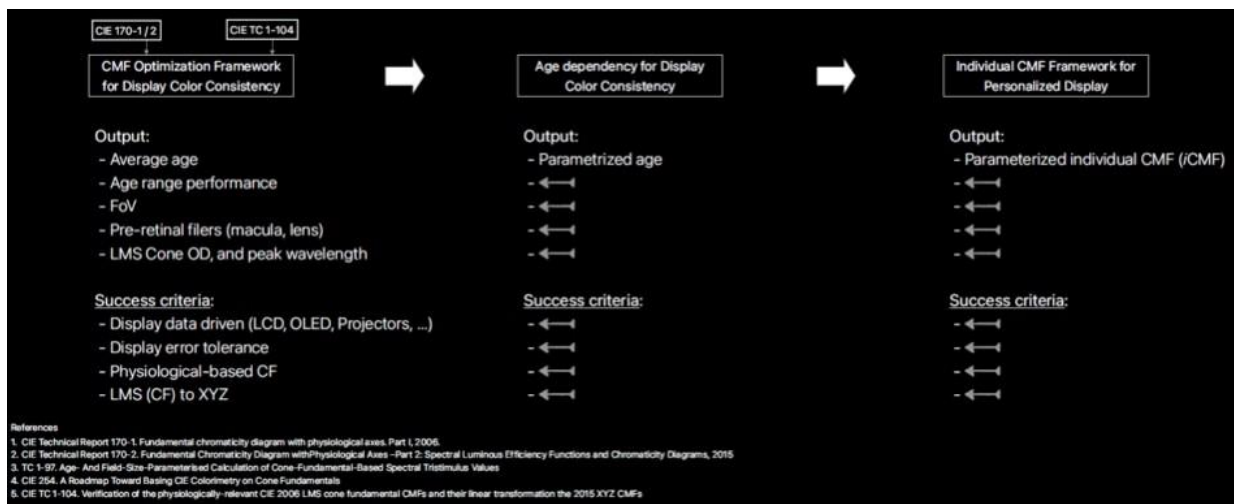 CIE 170-1 / 2
CIE TC 1-104
CMF Optimization Framework
for Display Color Consistency
Age dependency for Display
Color Consistency
Individual CMF Framework for
Personalized Display
Output:
- Average age
- Age range performance
- FoV
- Pre-retinal filers (macula, lens)
- LMS Cone OD, and peak wavelength
Success criteria:
- Display data driven (LCD, OLED, Projectors, ...)
- Display error tolerance
- Physiological-based CF
- LMS (CF) to XYZ
Output:
- Parametrized age
-
-
-
-
Success criteria:
-
-
-
-
Output:
- Parameterized individual CMF (iCMF)
-
-
-
-
Success criteria:
-
-
-
-
References
1. CIE Technical Report 170-1. Fundamental chromaticity diagram with physiological axes. Part I, 2006.
2. CIE Technical Report 170-2. Fundamental Chromaticity Diagram withPhysiological Axes -Part 2: Spectral Luminous Efficiency Functions and Chromaticity Diagrams, 2015
3. TC 1-97. Age- And Field-Size-Parameterised Calculation of Cone-Fundamental-Based Spectral Tristimulus Values
4. CIE 254. A Roadmap Toward Basing CIE Colorimetry on Cone Fundamentals
5. CIE TC 1-104. Verification of the physiologically-relevant CIE 2006 LMS cone fundamental CMFs and their linear transformation the 2015 XYZ CMFs